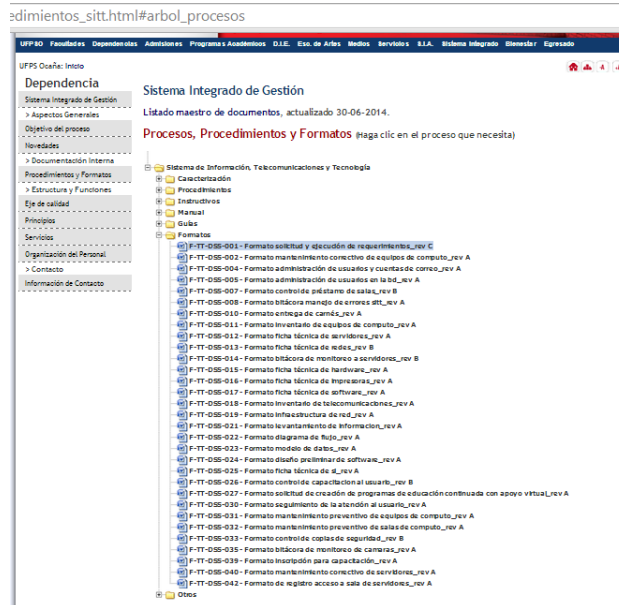 edimientos_sitt.html#arbol_procesos
UFPSO Facultades Dependencias Admisiones Programas Académicos D.I.E. Esc. de Artes Medios Servicios S.I.A. Sistema Integrado Bienestar Egresado
UFPS Ocaña: Inicio
Dependencia
Sistema Integrado de Gestión
> Aspectos Generales
Objetivo del proceso
Novedades
> Documentación Interna
Procedimientos y Formatos
> Estructura y Funciones
Eje de calidad
Principios
Servicios
Organización del Personal
> Contacto
Información de Contacto
Sistema Integrado de Gestión
Listado maestro de documentos, actualizado 30-06-2014.
Procesos, Procedimientos y Formatos (Haga clic en el proceso que necesita)
Sistema de Información, Telecomunicaciones y Tecnología
Caracterización
Procedimientos
Instructivos
Manual
Guías
Formatos
F-TT-DSS-001 - Formato solicitud y ejecución de requerimientos_rev C
F-TT-DSS-002 - Formato mantenimiento correctivo de equipos de computo_rev A
F-TT-DSS-004 - Formato administración de usuarios y cuentas de correo_rev A
F-TT-DSS-005 - Formato administración de usuarios en la bd_rev A
F-TT-DSS-007 - Formato control de préstamo de salas_rev B
F-TT-DSS-008 - Formato bitácora manejo de errores sitt_rev A
F-TT-DSS-010 - Formato entrega de carnés_rev A
F-TT-DSS-011 - Formato inventario de equipos de computo_rev A
F-TT-DSS-012 - Formato ficha técnica de servidores_rev A
F-TT-DSS-013 - Formato ficha técnica de redes_rev B
F-TT-DSS-014 - Formato bitácora de monitoreo a servidores_rev B
F-TT-DSS-015 - Formato ficha técnica de hardware_rev A
F-TT-DSS-016 - Formato ficha técnica de impresoras_rev A
F-TT-DSS-017 - Formato ficha técnica de software_rev A
F-TT-DSS-018 - Formato inventario de telecomunicaciones_rev A
F-TT-DSS-019 - Formato infraestructura de red_rev A
F-TT-DSS-021 - Formato levantamiento de informacion_rev A
F-TT-DSS-022 - Formato diagrama de flujo_rev A
F-TT-DSS-023 - Formato modelo de datos_rev A
F-TT-DSS-024 - Formato diseño preliminar de software_rev A
F-TT-DSS-025 - Formato ficha técnica de si_rev A
F-TT-DSS-026 - Formato control de capacitacion al usuario_rev B
F-TT-DSS-027 - Formato solicitud de creación de programas de educación continuada con apoyo virtual_rev A
F-TT-DSS-030 - Formato seguimiento de la atención al usuario_rev A
F-TT-DSS-031 - Formato mantenimiento preventivo de equipos de computo_rev A
F-TT-DSS-032 - Formato mantenimiento preventivo de salas de computo_rev A
F-TT-DSS-033 - Formato control de copias de seguridad_rev B
F-TT-DSS-035 - Formato bitácora de monitoreo de camaras_rev A
F-TT-DSS-039 - Formato inscripción para capacitación_rev A
F-TT-DSS-040 - Formato mantenimiento correctivo de servidores_rev A
F-TT-DSS-042 - Formato de registro acceso a sala de servidores_rev A
Otros